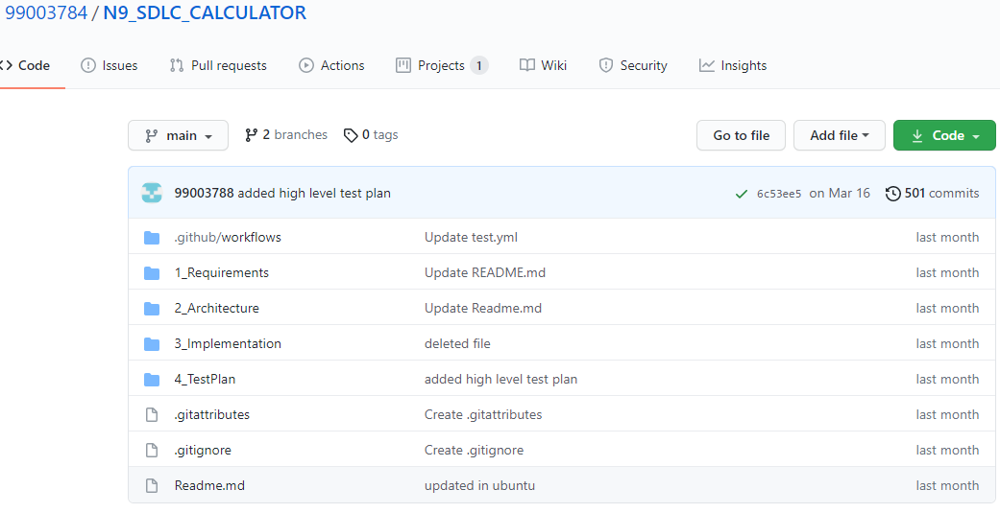 99003784 / N9_SDLC_CALCULATOR
Code Issues Pull requests Actions Projects 1 Wiki Security Insights
main 2 branches 0 tags Go to file Add file Code
99003788 added high level test plan 6c53ee5 on Mar 16 501 commits
.github/workflows Update test.yml last month
1_Requirements Update README.md last month
2_Architecture Update Readme.md last month
3_Implementation deleted file last month
4_TestPlan added high level test plan last month
.gitattributes Create .gitattributes last month
.gitignore Create .gitignore last month
Readme.md updated in ubuntu last month